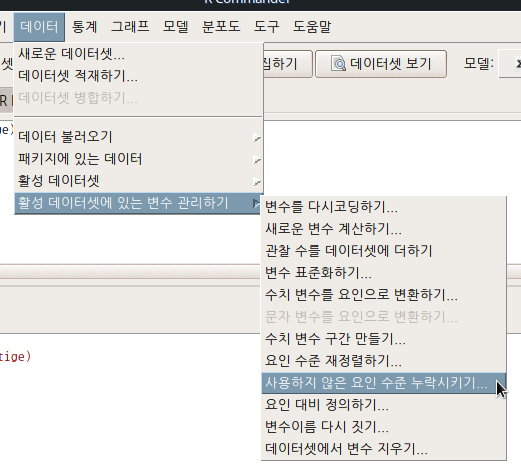 R Commander
기 데이터 통계 그래프 모델 분포도 도구 도움말
새로운 데이터셋...
데이터셋 적재하기...
데이터셋 병합하기...
데이터 불러오기
패키지에 있는 데이터
활성 데이터셋
활성 데이터셋에 있는 변수 관리하기
셋
집하기
데이터셋 보기
모델:
R
ge)
변수를 다시코딩하기...
새로운 변수 계산하기...
관찰 수를 데이터셋에 더하기
변수 표준화하기...
수치 변수를 요인으로 변환하기...
문자 변수를 요인으로 변환하기...
수치 변수 구간 만들기...
요인 수준 재정렬하기...
사용하지 않은 요인 수준 누락시키기...
요인 대비 정의하기...
변수이름 다시 짓기...
데이터셋에서 변수 지우기...
tige)